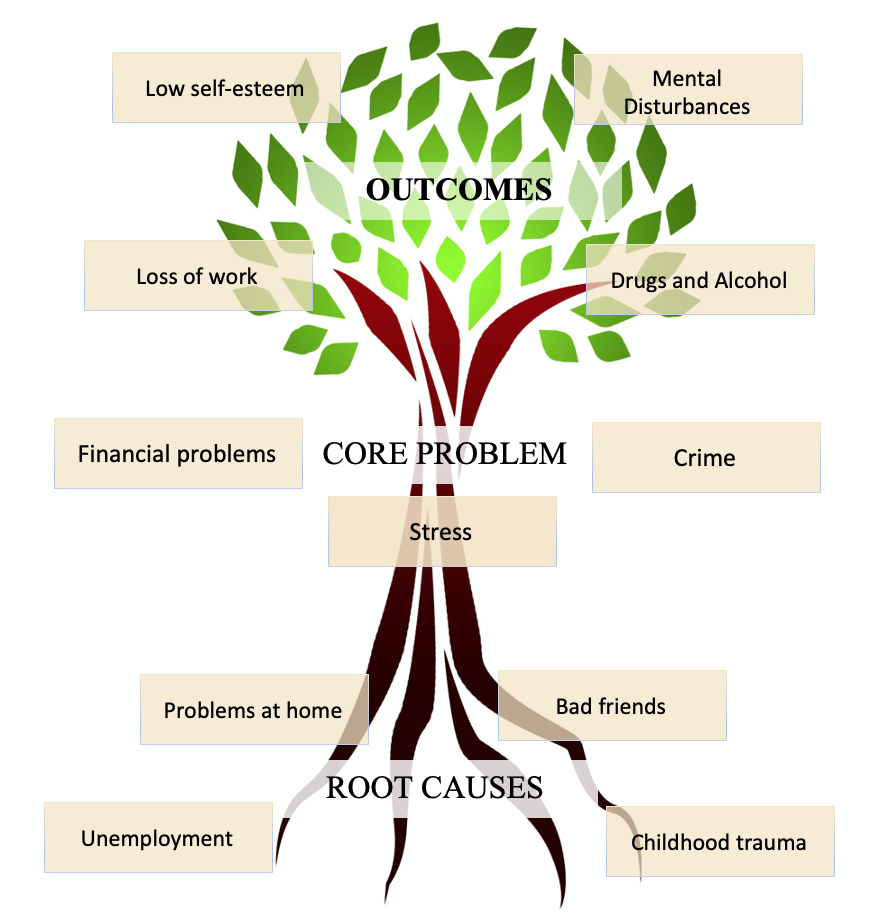 Low self-esteem
Mental
Disturbances
OUTCOMES
Loss of work
Drugs and Alcohol
Financial problems
CORE PROBLEM
Crime
Stress
Problems at home
Bad friends
ROOT CAUSES
Unemployment
Childhood trauma